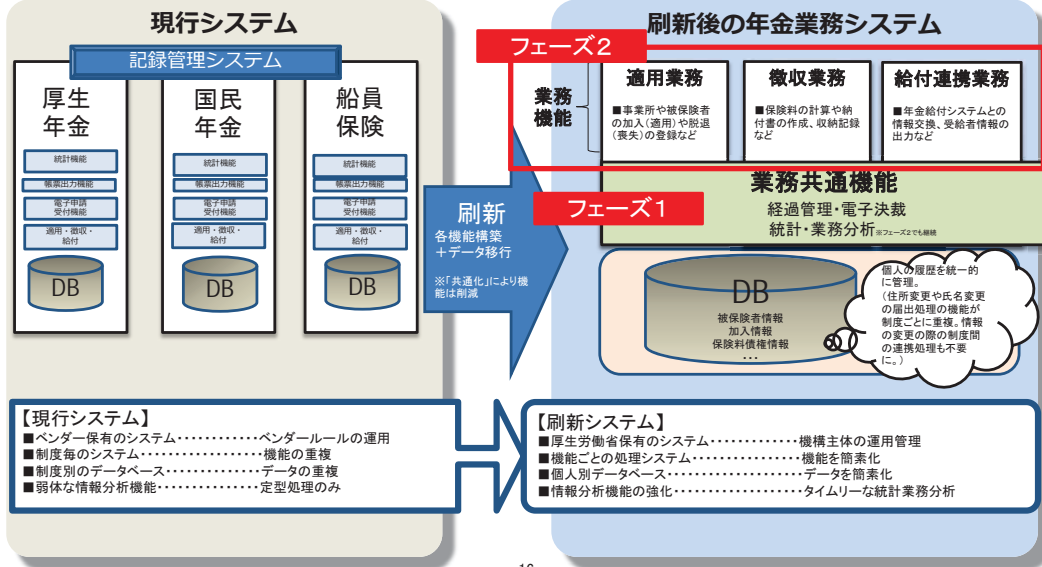 現行システム
記録管理システム
厚生
年金
統計機能
帳票出力機能
電子申請
受付機能
適用・徴収・
給付
DB
国民
年金
統計機能
帳票出力機能
電子申請
受付機能
適用・徴収・
給付
DB
船員
保険
統計機能
帳票出力機能
電子申請
受付機能
適用・徴収・
給付
DB
刷新
各機能構築
＋データ移行
※「共通化」により機
能は削減
刷新後の年金業務システム
フェーズ2
業務
機能
適用業務
■事業所や被保険者
の加入(適用)や脱退
(喪失)の登録など
徴収業務
■保険料の計算や納
付書の作成、収納記録
など
給付連携業務
■年金給付システムとの
情報交換、受給者情報の
出力など
フェーズ1
業務共通機能
経過管理・電子決裁
統計・業務分析※フェーズ2でも継続
DB
被保険者情報
加入情報
保険料債権情報
･･･
個人の履歴を統一的
に管理。
(住所変更や氏名変更
の届出処理の機能が
制度ごとに重複。情報
の変更の際の制度間
の連携処理も不要
に。)
【現行システム】
■ベンダー保有のシステム････････････ベンダールールの運用
■制度毎のシステム･･････････････････機能の重複
■制度別のデータベース･･････････････データの重複
■弱体な情報分析機能･･･････････････定型処理のみ
【刷新システム】
■厚生労働省保有のシステム･････････････機構主体の運用管理
■機能ごとの処理システム････････････････機能を簡素化
■個人別データベース････････････････････データを簡素化
■情報分析機能の強化･･･････････････････タイムリーな統計業務分析